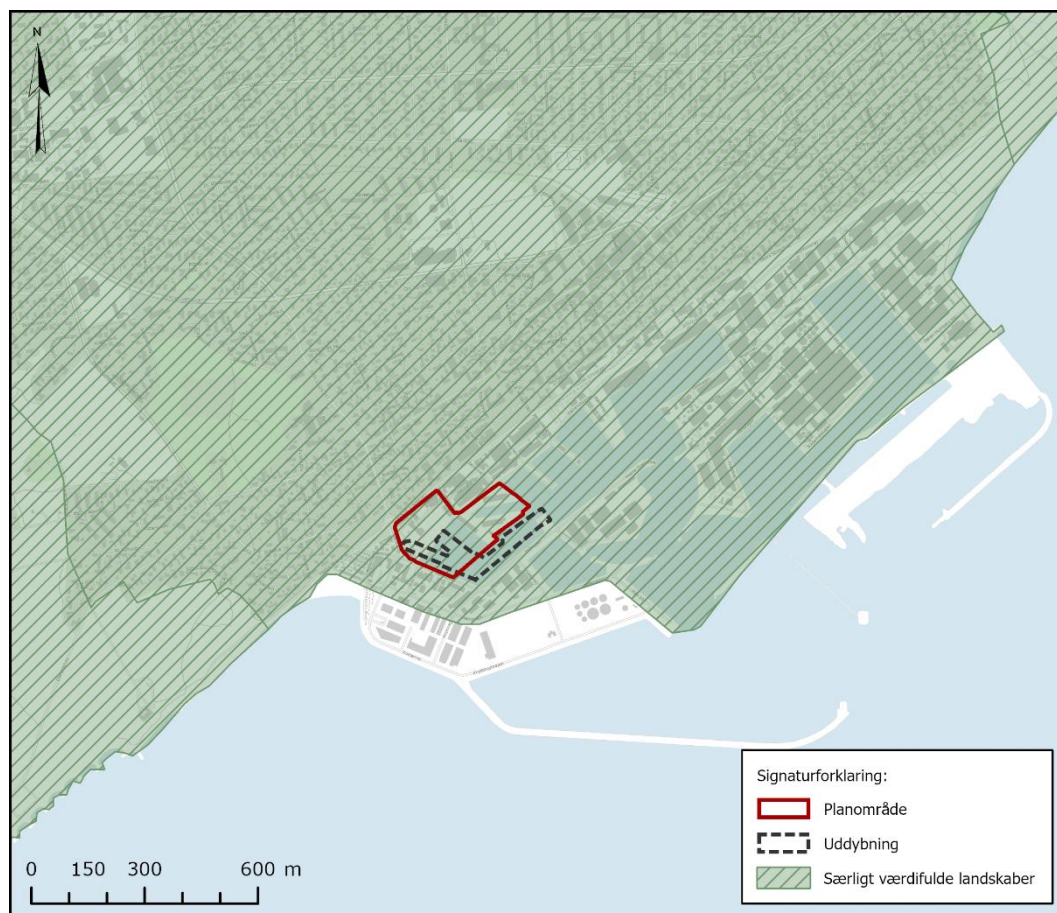 N
0 150 300 600 m
Signaturforklaring:
Planområde
Uddybning
Særligt værdifulde landskaber